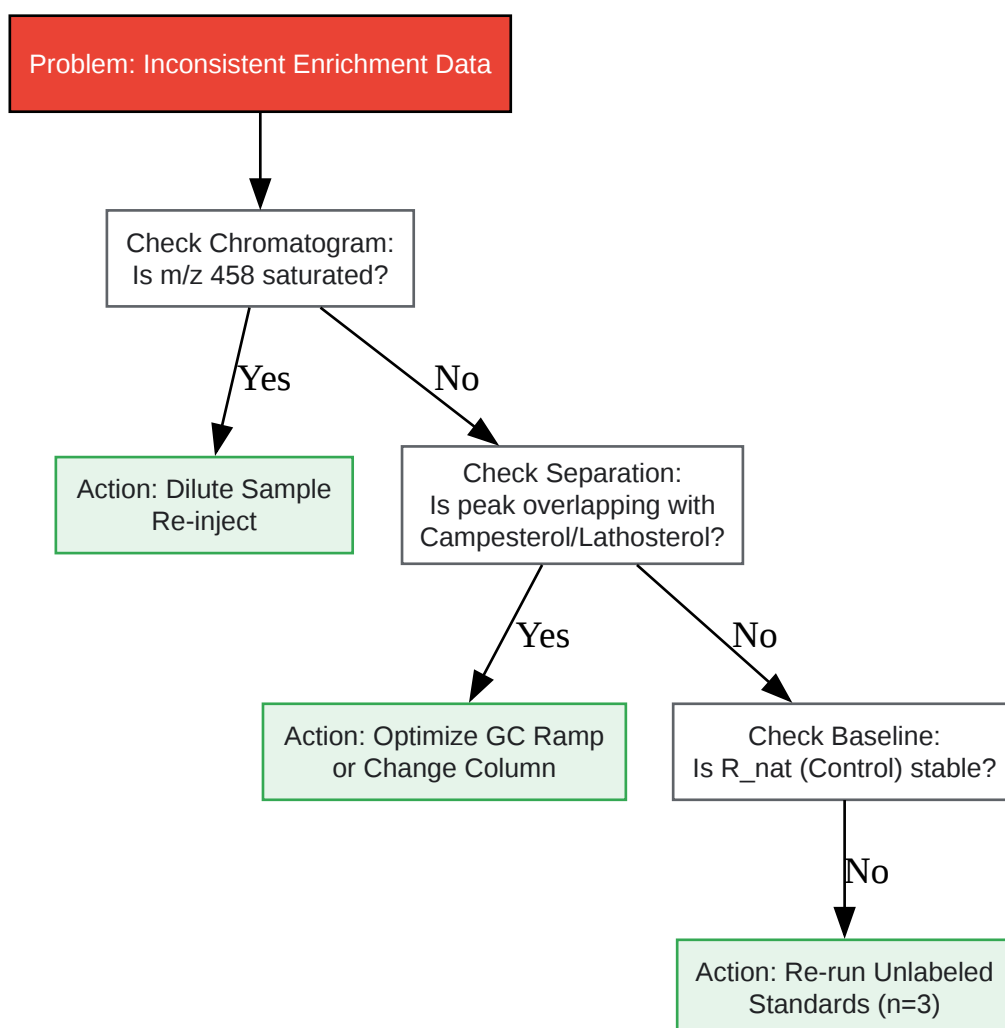 Problem: Inconsistent Enrichment Data
Check Chromatogram:
Is m/z 458 saturated?
Yes
No
Action: Dilute Sample
Re-inject
Check Separation:
Is peak overlapping with
Campesterol/Lathosterol?
Yes
No
Action: Optimize GC Ramp
or Change Column
Check Baseline:
Is R_nat (Control) stable?
No
Action: Re-run Unlabeled
Standards (n=3)